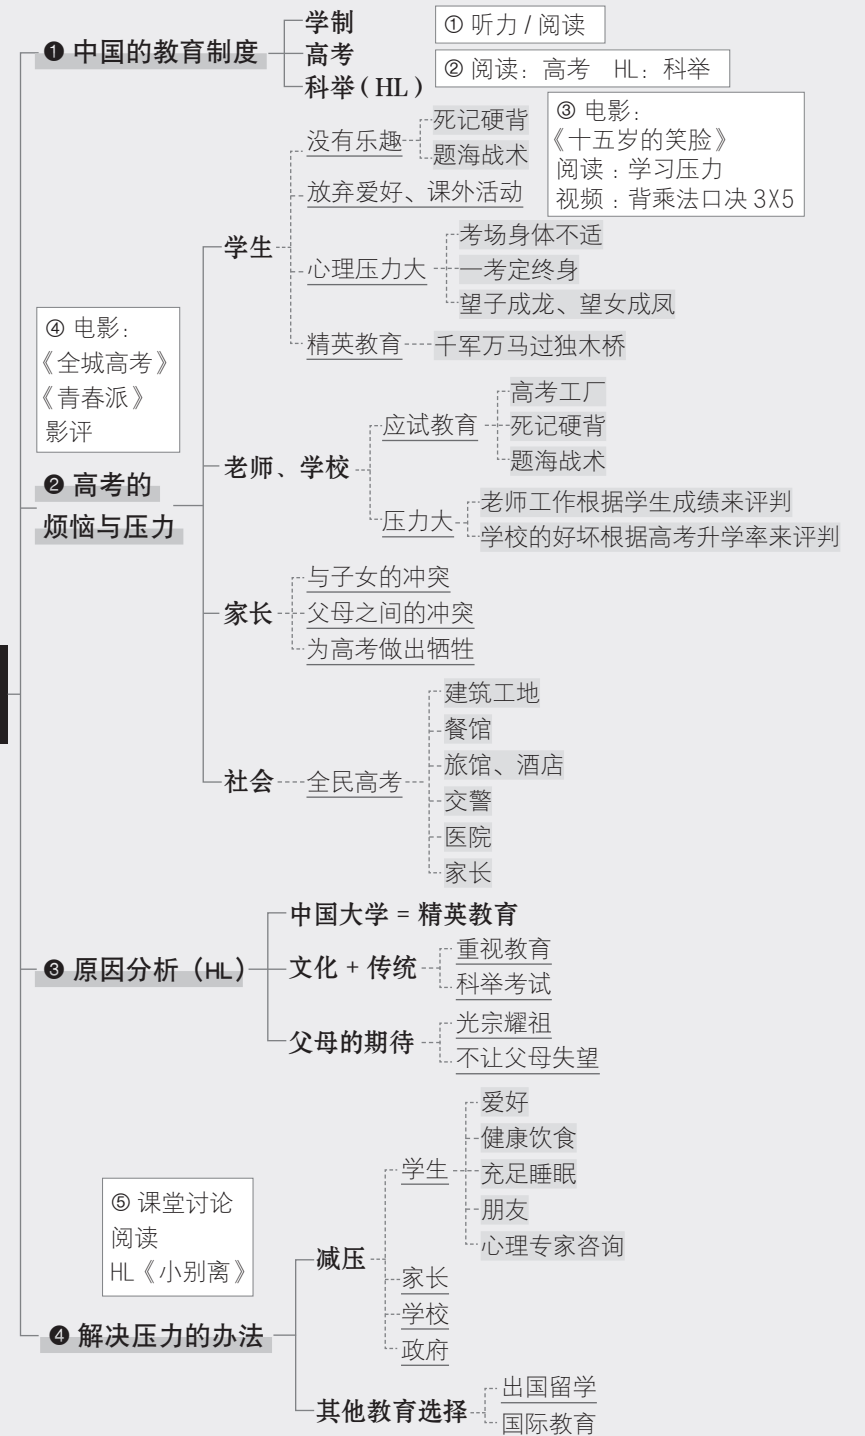 ❶ 中国的教育制度
学制
高考
科举（HL）
① 听力 / 阅读
② 阅读：高考　HL：科举
③ 电影：
《十五岁的笑脸》
阅读：学习压力
视频：背乘法口决 3X5
④ 电影：
《全城高考》
《青春派》
影评
❷ 高考的
烦恼与压力
学生
没有乐趣
死记硬背
题海战术
放弃爱好、课外活动
心理压力大
考场身体不适
一考定终身
望子成龙、望女成凤
精英教育
千军万马过独木桥
老师、学校
应试教育
高考工厂
死记硬背
题海战术
压力大
老师工作根据学生成绩来评判
学校的好坏根据高考升学率来评判
家长
与子女的冲突
父母之间的冲突
为高考做出牺牲
社会
全民高考
建筑工地
餐馆
旅馆、酒店
交警
医院
家长
❸ 原因分析（HL）
中国大学 = 精英教育
文化 + 传统
重视教育
科举考试
父母的期待
光宗耀祖
不让父母失望
⑤ 课堂讨论
阅读
HL《小别离》
❹ 解决压力的办法
减压
学生
爱好
健康饮食
充足睡眠
朋友
心理专家咨询
家长
学校
政府
其他教育选择
出国留学
国际教育